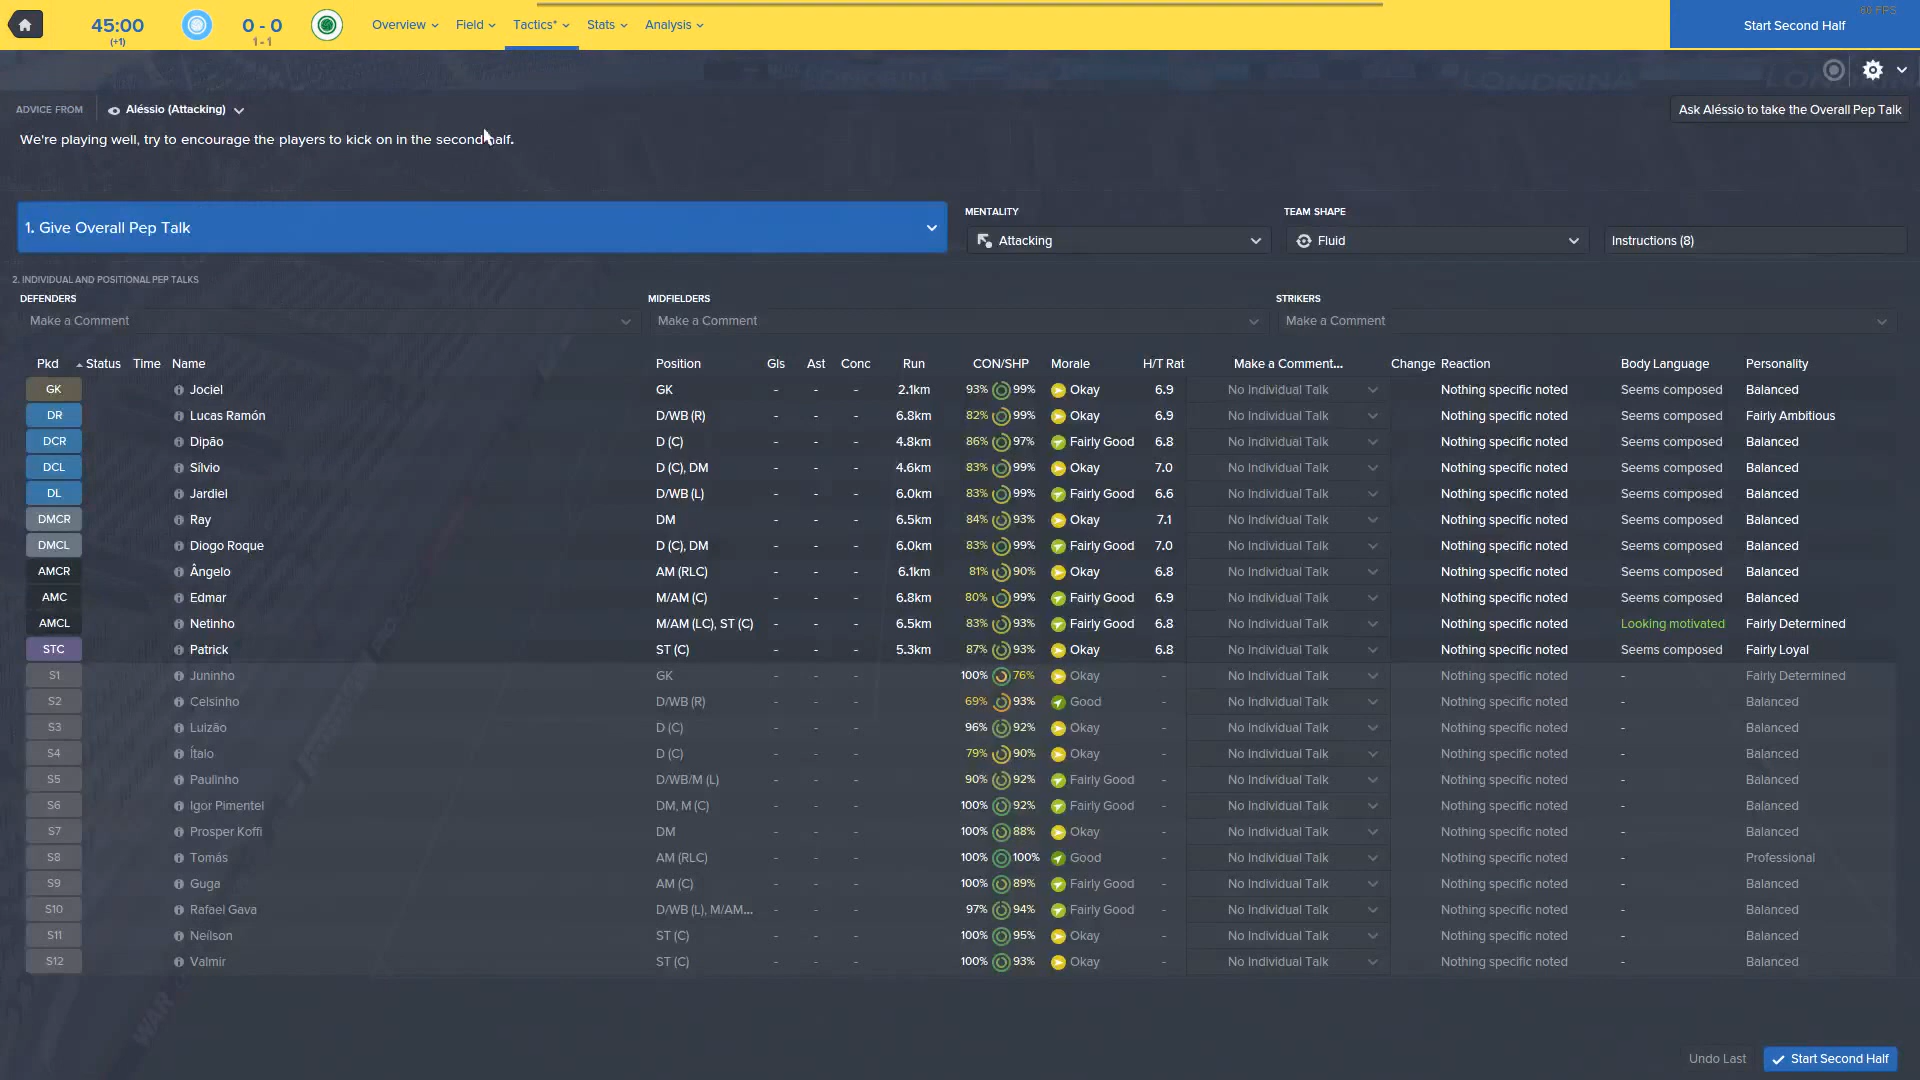 45:00
(+1)
0 - 0
1 - 1
Overview
Field
Tactics*
Stats
Analysis
60 FPS
Start Second Half
LONDRINA
LONDRINA
ADVICE FROM
Aléssio (Attacking)
Ask Aléssio to take the Overall Pep Talk
We're playing well, try to encourage the players to kick on in the second half.
1. Give Overall Pep Talk
MENTALITY
Attacking
TEAM SHAPE
Fluid
Instructions (8)
2. INDIVIDUAL AND POSITIONAL PEP TALKS
DEFENDERS
Make a Comment
MIDFIELDERS
Make a Comment
STRIKERS
Make a Comment
Pkd Status Time Name Position Gls Ast Conc Run CON/SHP Morale H/T Rat Make a Comment... Change Reaction Body Language Personality
GK Jociel GK - - - 2.1km 93% 99% Okay 6.9 No Individual Talk Nothing specific noted Seems composed Balanced
DR Lucas Ramón D/WB (R) - - - 6.8km 82% 99% Okay 6.9 No Individual Talk Nothing specific noted Seems composed Fairly Ambitious
DCR Dipão D (C) - - - 4.8km 86% 97% Fairly Good 6.8 No Individual Talk Nothing specific noted Seems composed Balanced
DCL Sílvio D (C), DM - - - 4.6km 83% 99% Okay 7.0 No Individual Talk Nothing specific noted Seems composed Balanced
DL Jardiel D/WB (L) - - - 6.0km 83% 99% Fairly Good 6.6 No Individual Talk Nothing specific noted Seems composed Balanced
DMCR Ray DM - - - 6.5km 84% 93% Okay 7.1 No Individual Talk Nothing specific noted Seems composed Balanced
DMCL Diogo Roque D (C), DM - - - 6.0km 83% 99% Fairly Good 7.0 No Individual Talk Nothing specific noted Seems composed Balanced
AMCR Ângelo AM (RLC) - - - 6.1km 81% 90% Okay 6.8 No Individual Talk Nothing specific noted Seems composed Balanced
AMC Edmar M/AM (C) - - - 6.8km 80% 99% Fairly Good 6.9 No Individual Talk Nothing specific noted Seems composed Balanced
AMCL Netinho M/AM (LC), ST (C) - - - 6.5km 83% 93% Fairly Good 6.8 No Individual Talk Nothing specific noted Looking motivated Fairly Determined
STC Patrick ST (C) - - - 5.3km 87% 93% Okay 6.8 No Individual Talk Nothing specific noted Seems composed Fairly Loyal
S1 Juninho GK - - - 100% 76% Okay - No Individual Talk Nothing specific noted - Fairly Determined
S2 Celsinho D/WB (R) - - - 69% 93% Good - No Individual Talk Nothing specific noted - Balanced
S3 Luizão D (C) - - - 96% 92% Okay - No Individual Talk Nothing specific noted - Balanced
S4 Ítalo D (C) - - - 79% 90% Okay - No Individual Talk Nothing specific noted - Balanced
S5 Paulinho D/WB/M (L) - - - 90% 92% Fairly Good - No Individual Talk Nothing specific noted - Balanced
S6 Igor Pimentel DM, M (C) - - - 100% 92% Fairly Good - No Individual Talk Nothing specific noted - Balanced
S7 Prosper Koffi DM - - - 100% 88% Okay - No Individual Talk Nothing specific noted - Balanced
S8 Tomás AM (RLC) - - - 100% 100% Good - No Individual Talk Nothing specific noted - Professional
S9 Guga AM (C) - - - 100% 89% Fairly Good - No Individual Talk Nothing specific noted - Balanced
S10 Rafael Gava D/WB (L), M/AM... - - - 97% 94% Fairly Good - No Individual Talk Nothing specific noted - Balanced
S11 Neílson ST (C) - - - 100% 95% Okay - No Individual Talk Nothing specific noted - Balanced
S12 Valmir ST (C) - - - 100% 93% Okay - No Individual Talk Nothing specific noted - Balanced
WAR
Undo Last
Start Second Half